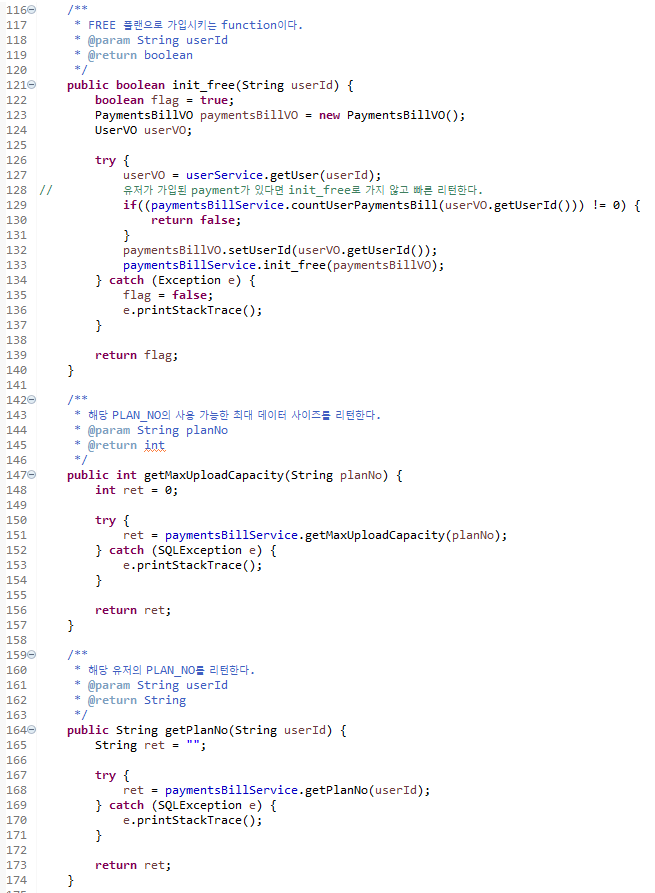 116 /**
117 * FREE 플랜으로 가입시키는 function이다.
118 * @param String userId
119 * @return boolean
120 */
121 public boolean init_free(String userId) {
122 boolean flag = true;
123 PaymentsBillVO paymentsBillVO = new PaymentsBillVO();
124 UserVO userVO;
125
126 try {
127 userVO = userService.getUser(userId);
128 // 유저가 가입된 payment가 있다면 init_free로 가지 않고 빠른 리턴한다.
129 if((paymentsBillService.countUserPaymentsBill(userVO.getUserId())) != 0) {
130 return false;
131 }
132 paymentsBillVO.setUserId(userVO.getUserId());
133 paymentsBillService.init_free(paymentsBillVO);
134 } catch (Exception e) {
135 flag = false;
136 e.printStackTrace();
137 }
138
139 return flag;
140 }
141
142 /**
143 * 해당 PLAN_NO의 사용 가능한 최대 데이터 사이즈를 리턴한다.
144 * @param String planNo
145 * @return int
146 */
147 public int getMaxUploadCapacity(String planNo) {
148 int ret = 0;
149
150 try {
151 ret = paymentsBillService.getMaxUploadCapacity(planNo);
152 } catch (SQLException e) {
153 e.printStackTrace();
154 }
155
156 return ret;
157 }
158
159 /**
160 * 해당 유저의 PLAN_NO를 리턴한다.
161 * @param String userId
162 * @return String
163 */
164 public String getPlanNo(String userId) {
165 String ret = "";
166
167 try {
168 ret = paymentsBillService.getPlanNo(userId);
169 } catch (SQLException e) {
170 e.printStackTrace();
171 }
172
173 return ret;
174 }